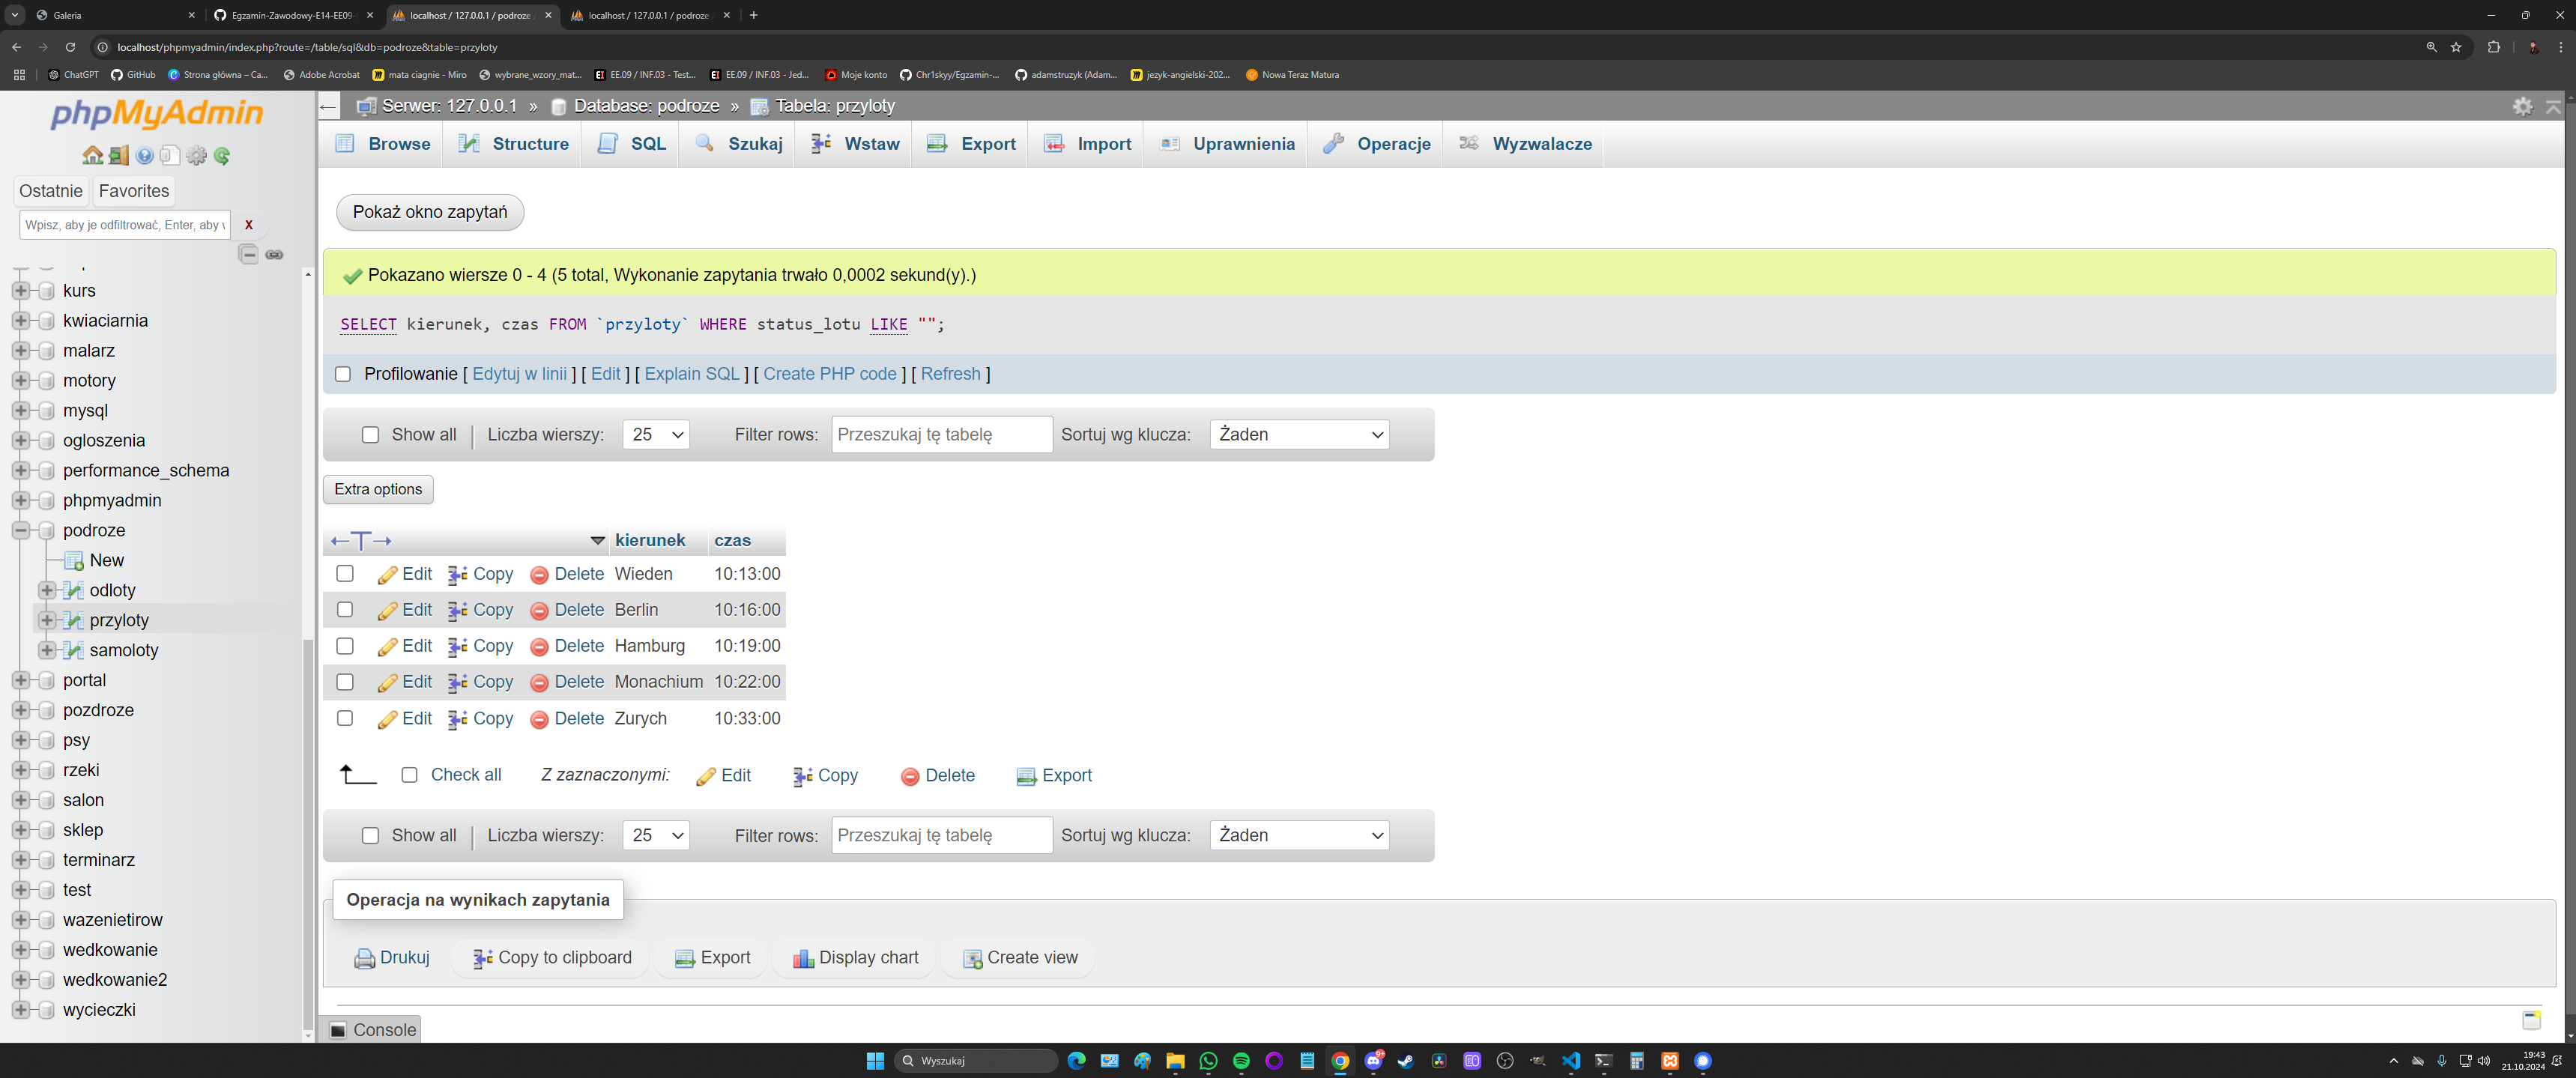 Galeria
Egzamin-Zawodowy-E14-EE09-
localhost / 127.0.0.1 / podroze
localhost / 127.0.0.1 / podroze
localhost/phpmyadmin/index.php?route=/table/sql&db=podroze&table=przyloty
ChatGPT
GitHub
Strona główna – Ca...
Adobe Acrobat
mata ciagnie - Miro
wybrane_wzory_mat...
EE.09 / INF.03 - Test...
EE.09 / INF.03 - Jed...
Moje konto
Chr1skyy/Egzamin-...
adamstruzyk (Adam...
jezyk-angielski-202...
Nowa Teraz Matura
phpMyAdmin
Ostatnie Favorites
Wpisz, aby je odfiltrować, Enter, aby
X
kurs
kwiaciarnia
malarz
motory
mysql
ogloszenia
performance_schema
phpmyadmin
podroze
New
odloty
przyloty
samoloty
portal
pozdroze
psy
rzeki
salon
sklep
terminarz
test
wazenietirow
wedkowanie
wedkowanie2
wycieczki
Serwer: 127.0.0.1 » Database: podroze » Tabela: przyloty
Browse Structure SQL Szukaj Wstaw Export Import Uprawnienia Operacje Wyzwalacze
Pokaż okno zapytań
Pokazano wiersze 0 - 4 (5 total, Wykonanie zapytania trwało 0,0002 sekund(y).)
SELECT kierunek, czas FROM `przyloty` WHERE status_lotu LIKE "";
Profilowanie [ Edytuj w linii ] [ Edit ] [ Explain SQL ] [ Create PHP code ] [ Refresh ]
Show all | Liczba wierszy: 25 Filter rows: Przeszukaj tę tabelę Sortuj wg klucza: Żaden
Extra options
←T→ kierunek czas
Edit Copy Delete Wieden 10:13:00
Edit Copy Delete Berlin 10:16:00
Edit Copy Delete Hamburg 10:19:00
Edit Copy Delete Monachium 10:22:00
Edit Copy Delete Zurych 10:33:00
Check all Z zaznaczonymi: Edit Copy Delete Export
Show all | Liczba wierszy: 25 Filter rows: Przeszukaj tę tabelę Sortuj wg klucza: Żaden
Operacja na wynikach zapytania
Drukuj Copy to clipboard Export Display chart Create view
Console
Wyszukaj
19:43
21.10.2024